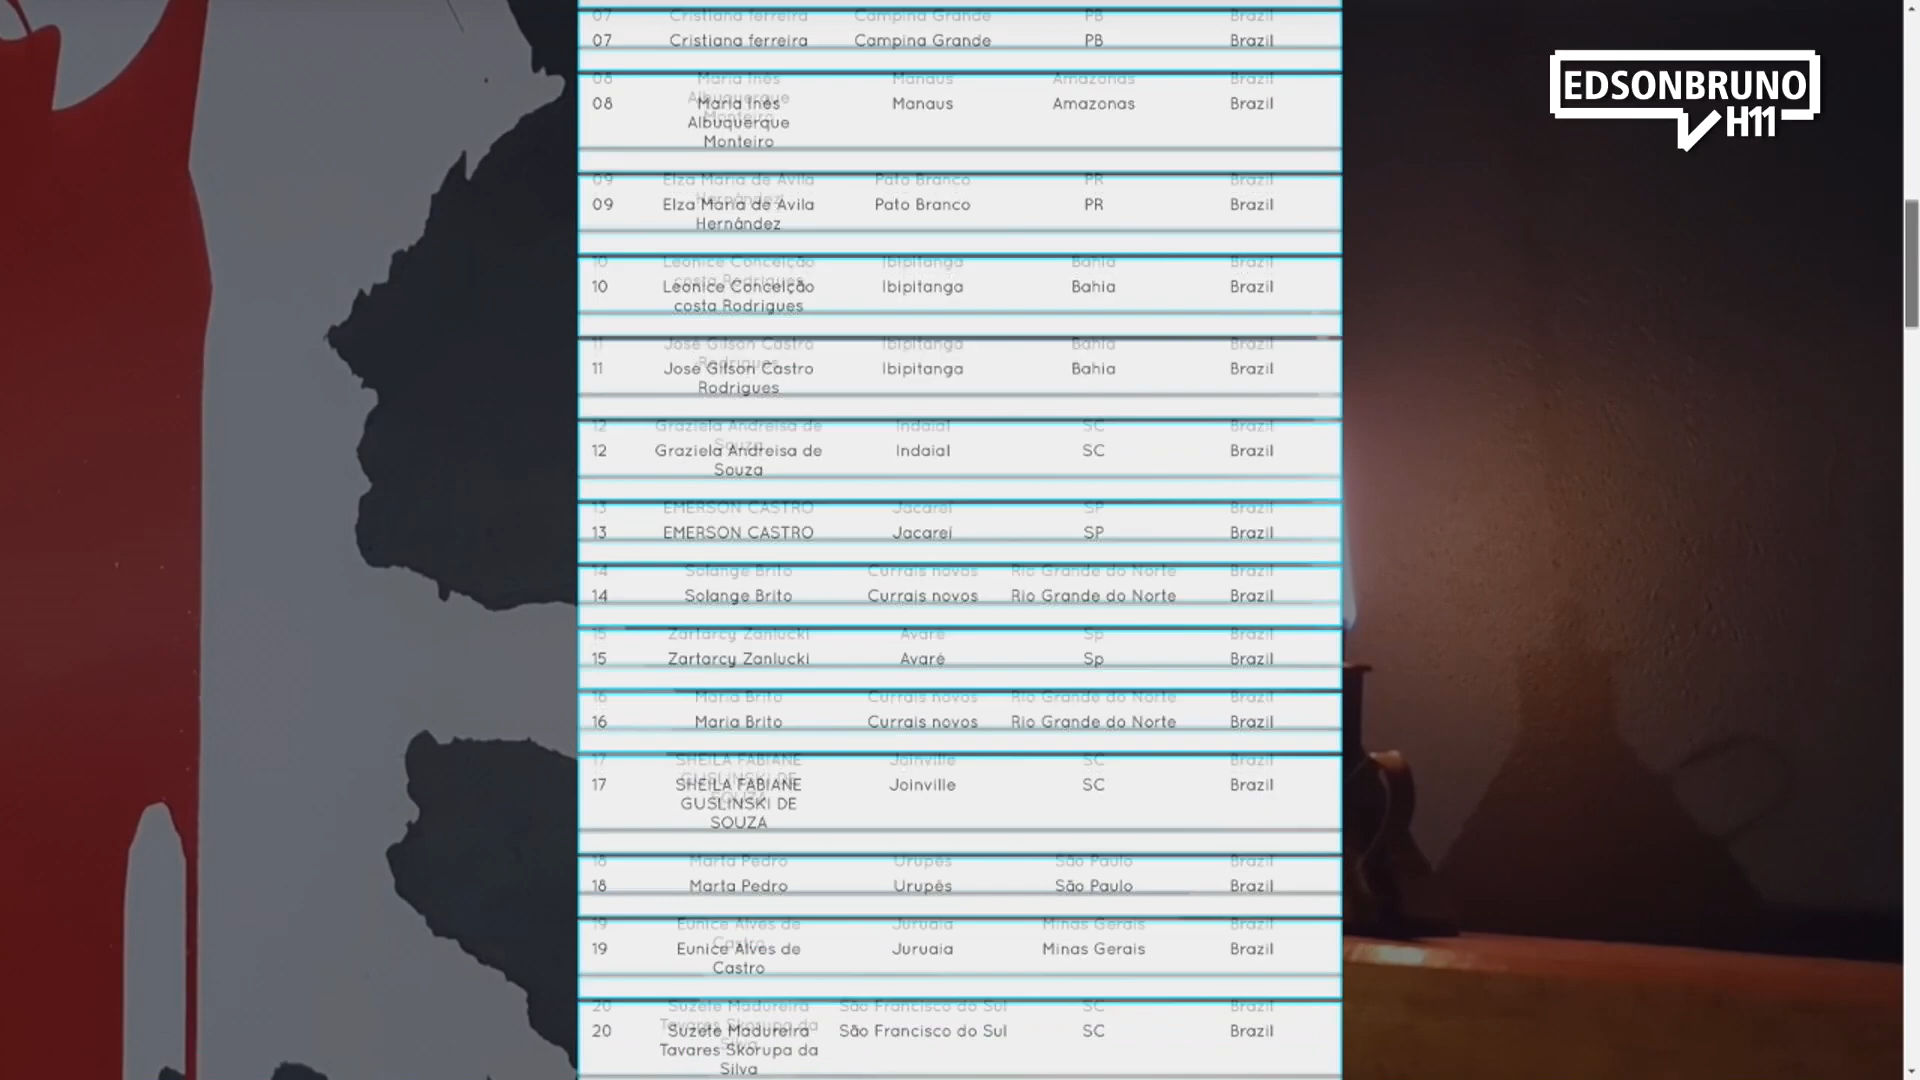 07 Cristiana ferreira Campina Grande PB Brazil
08 Maria Inês Manaus Amazonas Brazil
Albuquerque
Monteiro
09 Elza Maria de Ávila Pato Branco PR Brazil
Hernández
10 Leonice Conceição Ibipitanga Bahia Brazil
costa Rodrigues
11 José Gilson Castro Ibipitanga Bahia Brazil
Rodrigues
12 Graziela Andreisa de Indaial SC Brazil
Souza
13 EMERSON CASTRO Jacareí SP Brazil
14 Solange Brito Currais novos Rio Grande do Norte Brazil
15 Zartarcy Zanlucki Avaré Sp Brazil
16 Maria Brito Currais novos Rio Grande do Norte Brazil
17 SHEILA FABIANE Joinville SC Brazil
GUSLINSKI DE
SOUZA
18 Marta Pedro Urupês São Paulo Brazil
19 Eunice Alves de Juruaia Minas Gerais Brazil
Castro
20 Suzete Madureira São Francisco do Sul SC Brazil
Tavares Skorupa da
Silva
EDSONBRUNO
H11